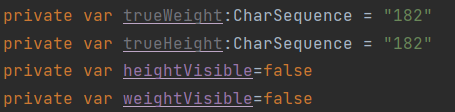 private var trueWeight:CharSequence = "182"
private var trueHeight:CharSequence = "182"
private var heightVisible=false
private var weightVisible=false